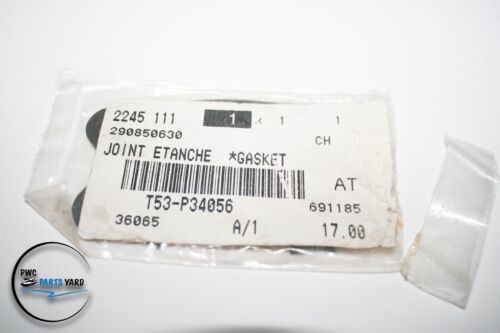 2245 111 1 1 1
290850630 CH
JOINT ETANCHE *GASKET
AT
T53-P34056 691185
36065 A/1 17.00
PWC
PARTS YARD